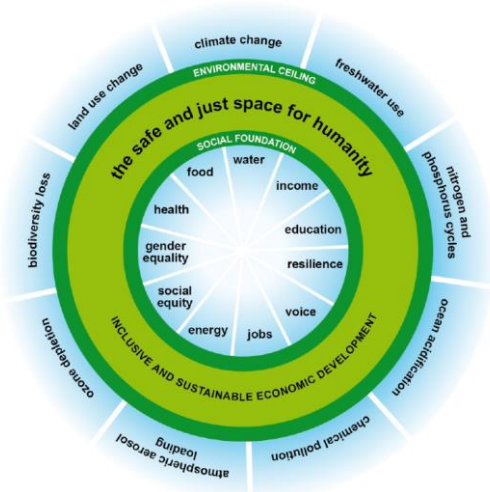 climate change
freshwater use
nitrogen and
phosphorus cycles
ocean acidification
chemical pollution
atmospheric aerosol
loading
ozone depletion
biodiversity loss
land use change
ENVIRONMENTAL CEILING
the safe and just space for humanity
SOCIAL FOUNDATION
water
income
education
resilience
voice
jobs
energy
social
equity
gender
equality
health
food
INCLUSIVE AND SUSTAINABLE ECONOMIC DEVELOPMENT